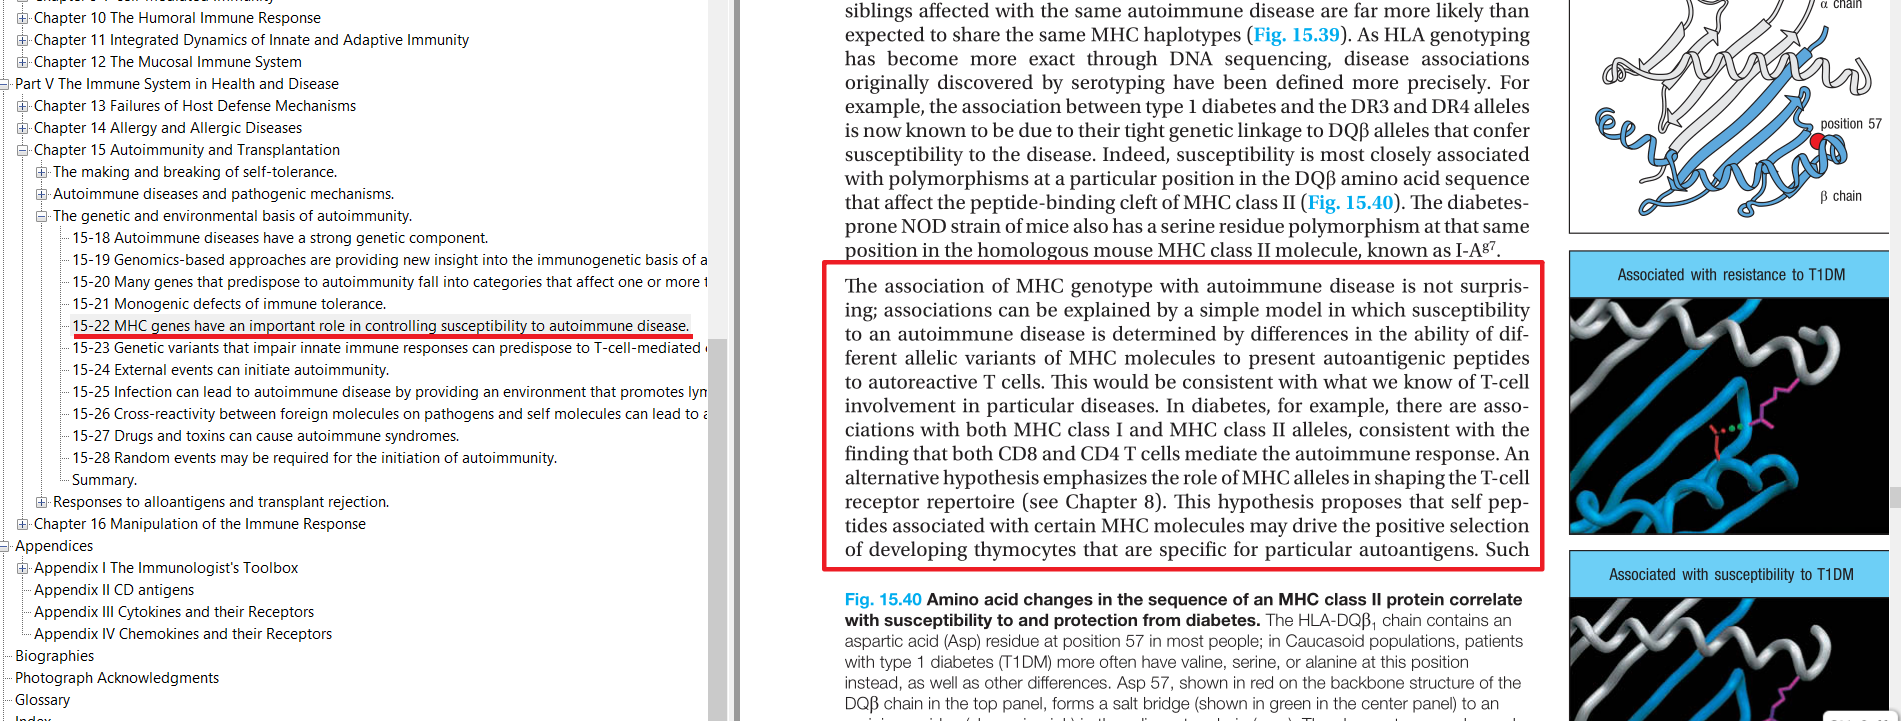 Chapter 10 The Humoral Immune Response
Chapter 11 Integrated Dynamics of Innate and Adaptive Immunity
Chapter 12 The Mucosal Immune System
Part V The Immune System in Health and Disease
Chapter 13 Failures of Host Defense Mechanisms
Chapter 14 Allergy and Allergic Diseases
Chapter 15 Autoimmunity and Transplantation
The making and breaking of self-tolerance.
Autoimmune diseases and pathogenic mechanisms.
The genetic and environmental basis of autoimmunity.
15-18 Autoimmune diseases have a strong genetic component.
15-19 Genomics-based approaches are providing new insight into the immunogenetic basis of a
15-20 Many genes that predispose to autoimmunity fall into categories that affect one or more
15-21 Monogenic defects of immune tolerance.
15-22 MHC genes have an important role in controlling susceptibility to autoimmune disease.
15-23 Genetic variants that impair innate immune responses can predispose to T-cell-mediated
15-24 External events can initiate autoimmunity.
15-25 Infection can lead to autoimmune disease by providing an environment that promotes lym
15-26 Cross-reactivity between foreign molecules on pathogens and self molecules can lead to a
15-27 Drugs and toxins can cause autoimmune syndromes.
15-28 Random events may be required for the initiation of autoimmunity.
Summary.
Responses to alloantigens and transplant rejection.
Chapter 16 Manipulation of the Immune Response
Appendices
Appendix I The Immunologist's Toolbox
Appendix II CD antigens
Appendix III Cytokines and their Receptors
Appendix IV Chemokines and their Receptors
Biographies
Photograph Acknowledgments
Glossary
Index
siblings affected with the same autoimmune disease are far more likely than
expected to share the same MHC haplotypes (Fig. 15.39). As HLA genotyping
has become more exact through DNA sequencing, disease associations
originally discovered by serotyping have been defined more precisely. For
example, the association between type 1 diabetes and the DR3 and DR4 alleles
is now known to be due to their tight genetic linkage to DQβ alleles that confer
susceptibility to the disease. Indeed, susceptibility is most closely associated
with polymorphisms at a particular position in the DQβ amino acid sequence
that affect the peptide-binding cleft of MHC class II (Fig. 15.40). The diabetes-
prone NOD strain of mice also has a serine residue polymorphism at that same
position in the homologous mouse MHC class II molecule, known as I-Ag7.
The association of MHC genotype with autoimmune disease is not surpris-
ing; associations can be explained by a simple model in which susceptibility
to an autoimmune disease is determined by differences in the ability of dif-
ferent allelic variants of MHC molecules to present autoantigenic peptides
to autoreactive T cells. This would be consistent with what we know of T-cell
involvement in particular diseases. In diabetes, for example, there are asso-
ciations with both MHC class I and MHC class II alleles, consistent with the
finding that both CD8 and CD4 T cells mediate the autoimmune response. An
alternative hypothesis emphasizes the role of MHC alleles in shaping the T-cell
receptor repertoire (see Chapter 8). This hypothesis proposes that self pep-
tides associated with certain MHC molecules may drive the positive selection
of developing thymocytes that are specific for particular autoantigens. Such
Fig. 15.40 Amino acid changes in the sequence of an MHC class II protein correlate
with susceptibility to and protection from diabetes. The HLA-DQβ1 chain contains an
aspartic acid (Asp) residue at position 57 in most people; in Caucasoid populations, patients
with type 1 diabetes (T1DM) more often have valine, serine, or alanine at this position
instead, as well as other differences. Asp 57, shown in red on the backbone structure of the
DQβ chain in the top panel, forms a salt bridge (shown in green in the center panel) to an
α chain
position 57
β chain
Associated with resistance to T1DM
Associated with susceptibility to T1DM